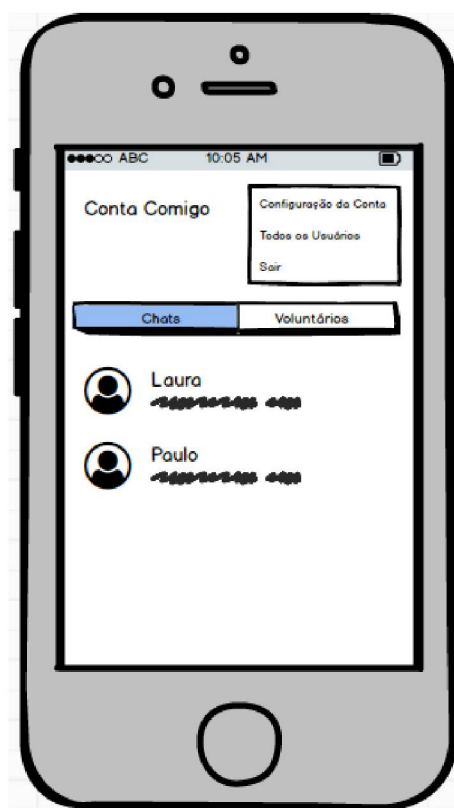 ABC 10:05 AM
Conta Comigo
Configuração da Conta
Todos os Usuários
Sair
Chats Voluntários
Laura
Paulo